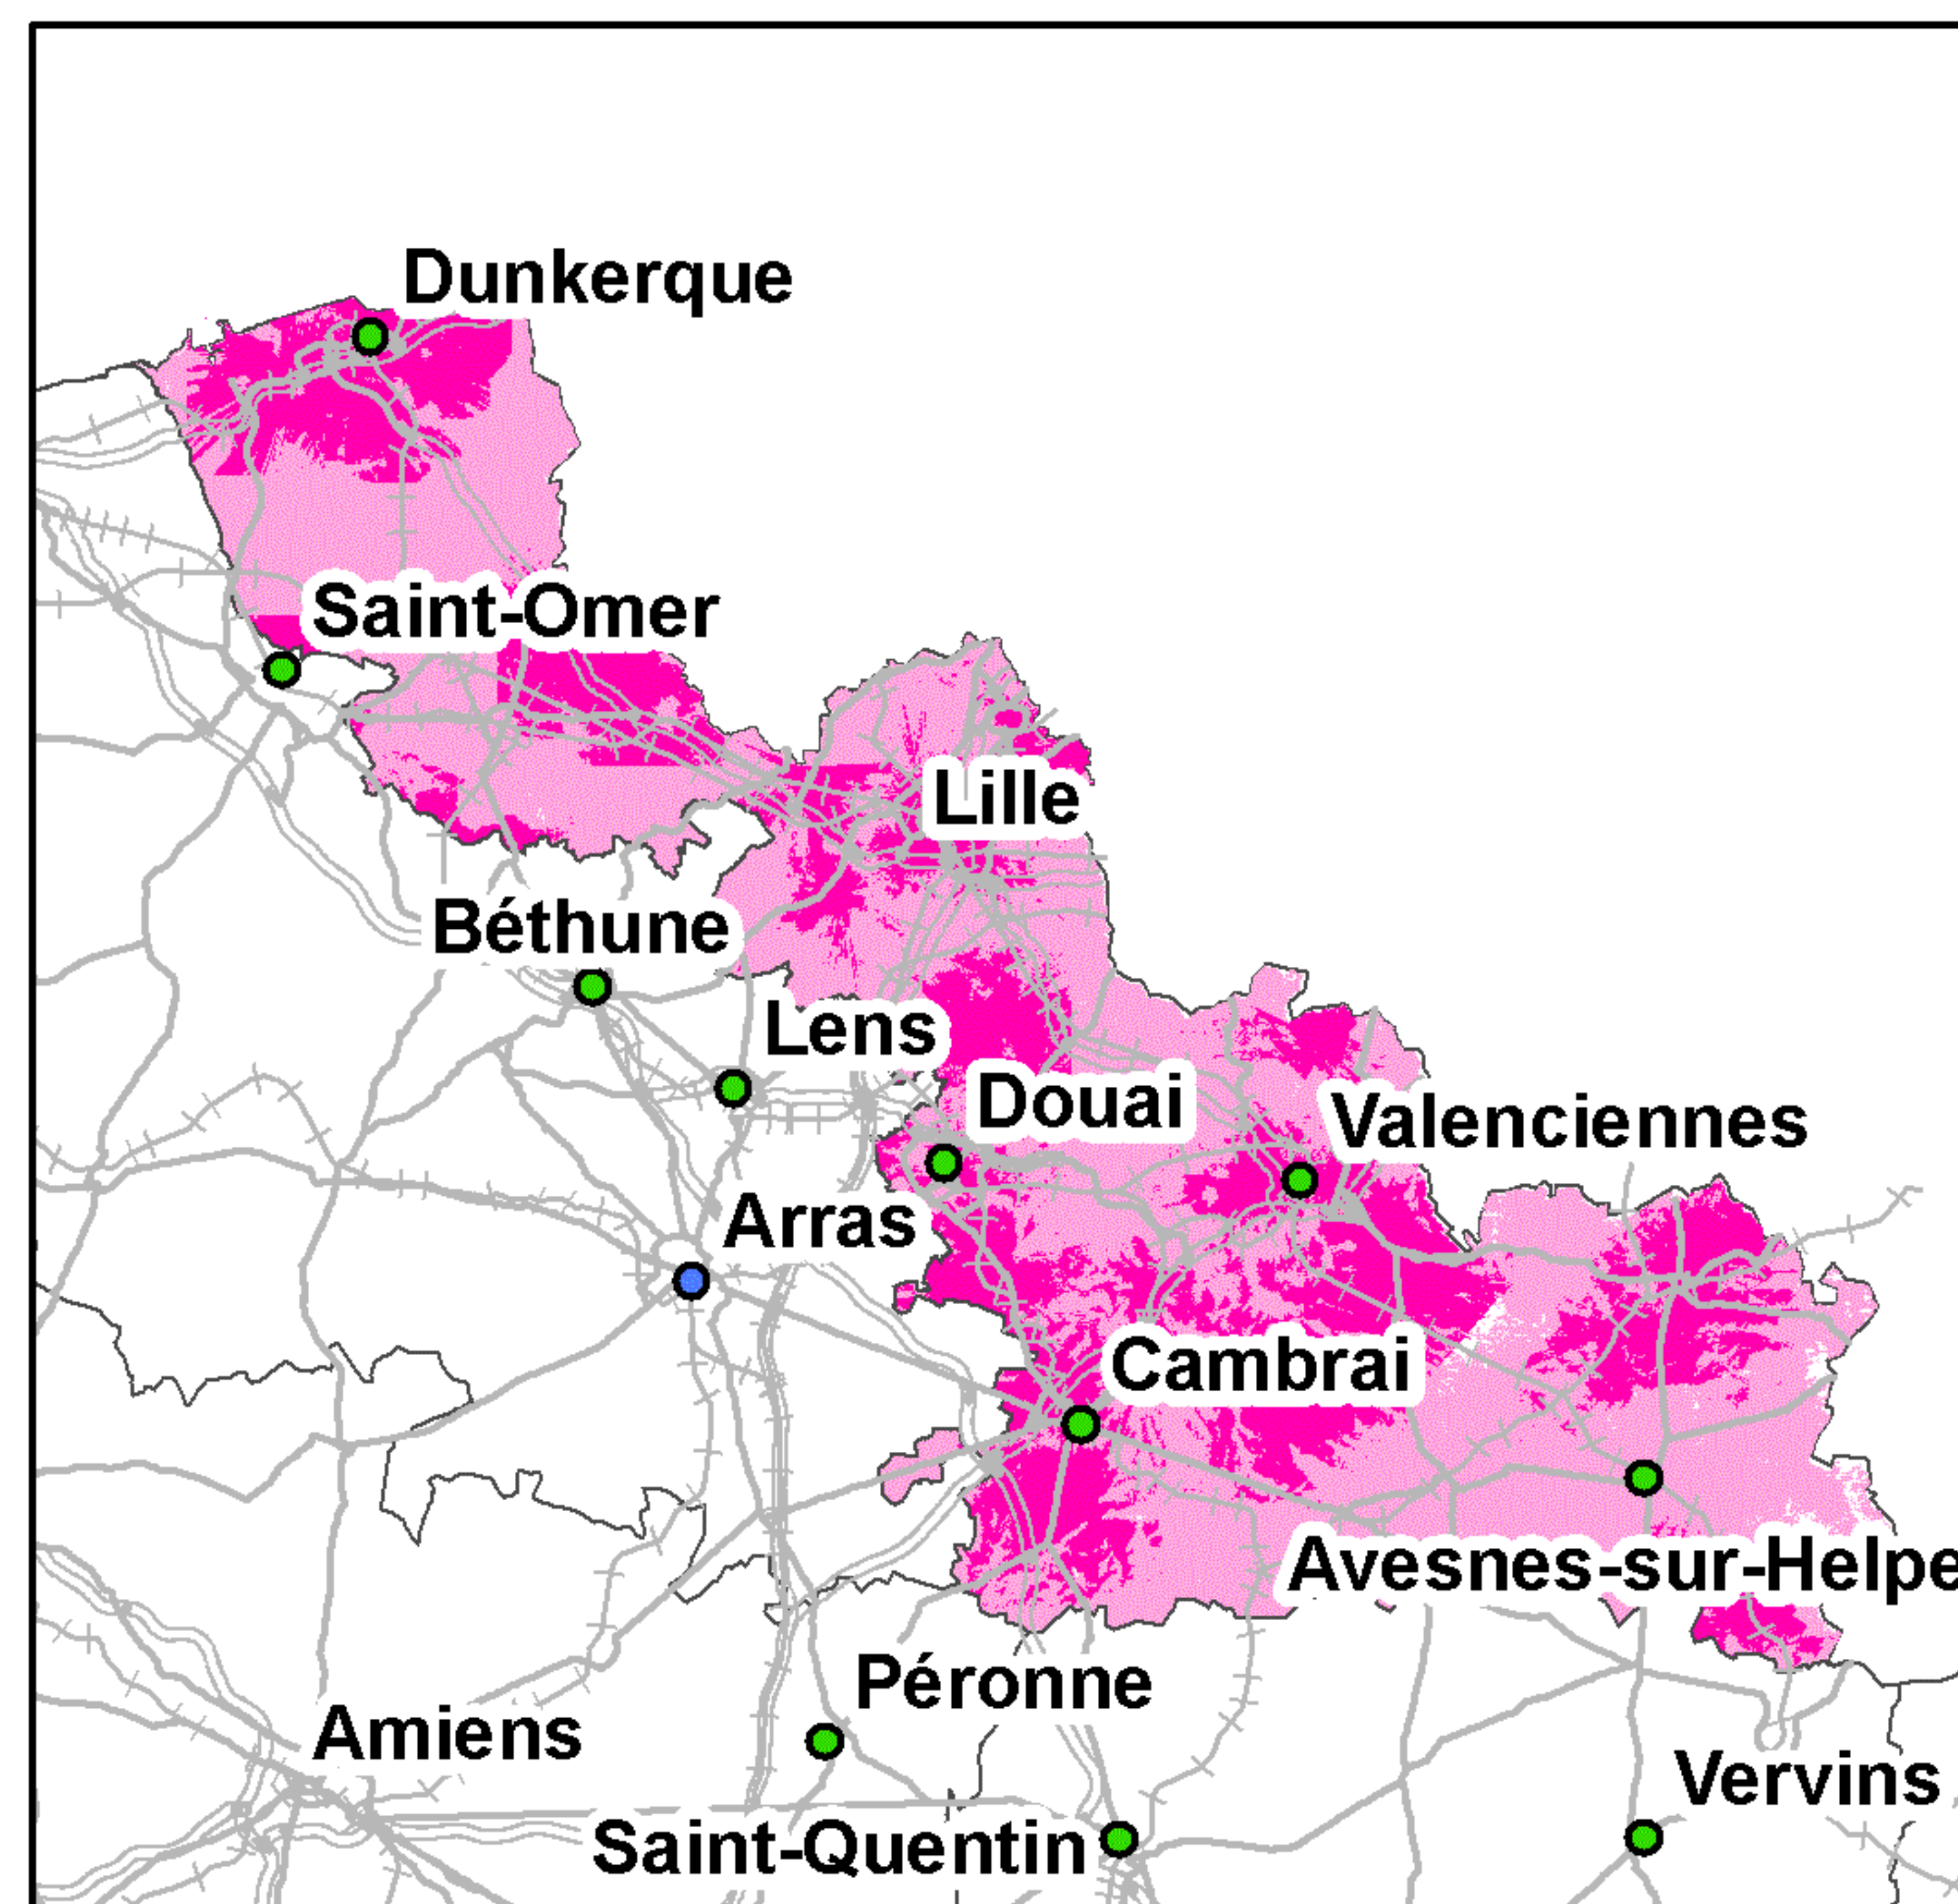 Dunkerque
Saint-Omer
Lille
Béthune
Lens
Douai
Valenciennes
Arras
Cambrai
Avesnes-sur-Helpe
Péronne
Amiens
Vervins
Saint-Quentin